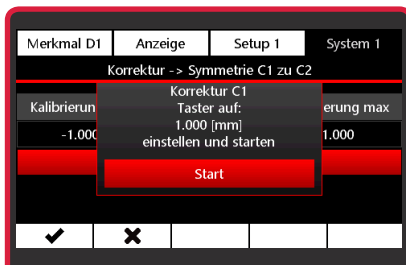 Merkmal D1 Anzeige Setup 1 System 1
Korrektur -> Symmetrie C1 zu C2
Korrektur C1
Kalibrierun Taster auf: erung max
-1.000 1.000 [mm] 1.000
einstellen und starten
Start